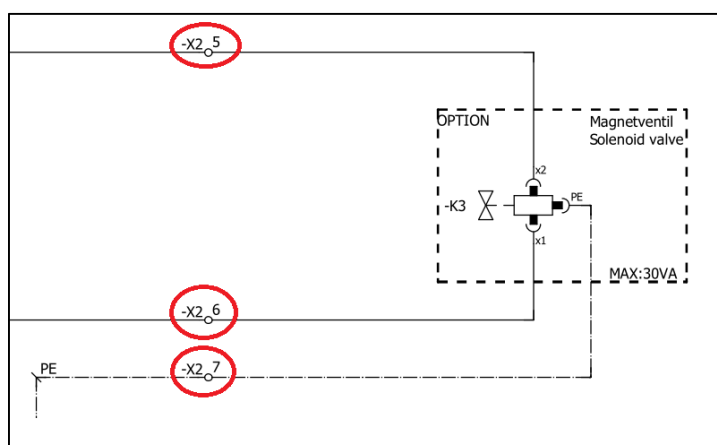 -X2 5
OPTION
Magnetventil
Solenoid valve
x2
-K3
PE
x1
MAX:30VA
-X2 6
PE
-X2 7